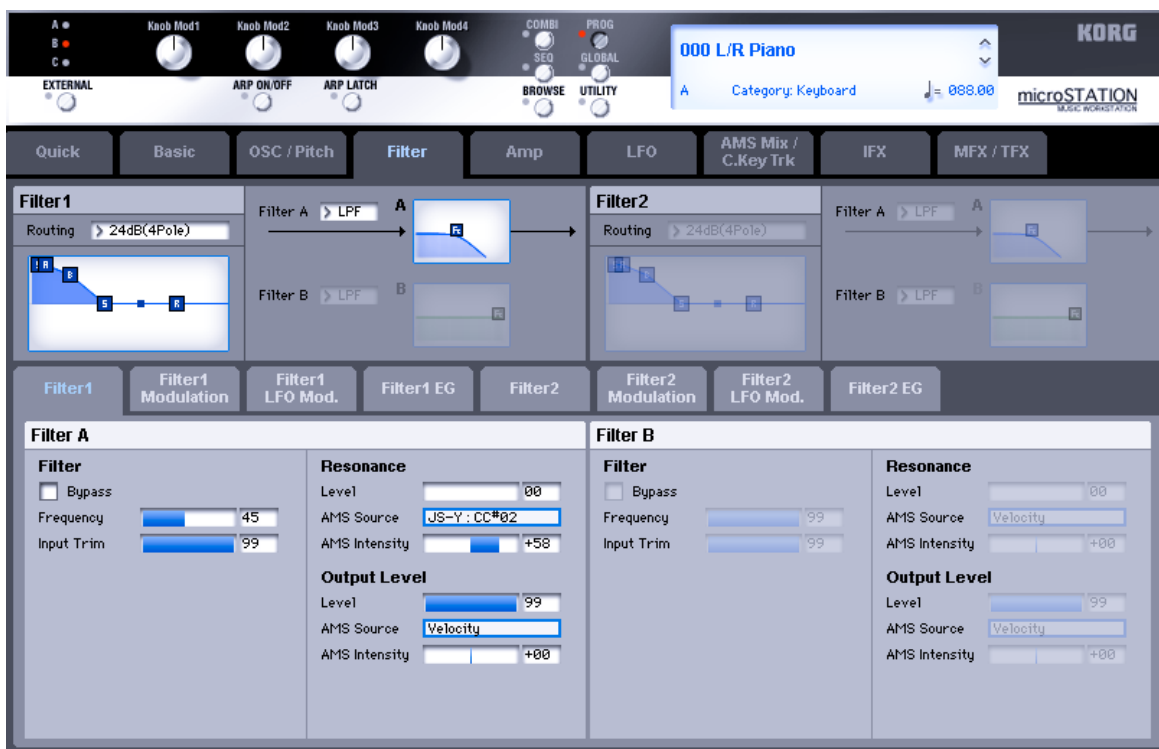 A Knob Mod1 Knob Mod2 Knob Mod3 Knob Mod4 COMBI PROG KORG
B SEQ GLOBAL 000 L/R Piano
C
EXTERNAL ARP ON/OFF ARP LATCH BROWSE UTILITY A Category: Keyboard ♩= 088.00 microSTATION
MUSIC WORKSTATION
Quick Basic OSC / Pitch Filter Amp LFO AMS Mix / C.Key Trk IFX MFX / TFX
Filter1
Routing 24dB(4Pole)
A B S R
Filter A LPF A
Fc
Filter B LPF B
Fc
Filter2
Routing 24dB(4Pole)
B S R
Filter A LPF A
Fc
Filter B LPF B
Fc
Filter1 Filter1 Modulation Filter1 LFO Mod. Filter1 EG Filter2 Filter2 Modulation Filter2 LFO Mod. Filter2 EG
Filter A
Filter
Bypass
Frequency 45
Input Trim 99
Resonance
Level 00
AMS Source JS-Y:CC#02
AMS Intensity +58
Output Level
Level 99
AMS Source Velocity
AMS Intensity +00
Filter B
Filter
Bypass
Frequency 99
Input Trim 99
Resonance
Level 00
AMS Source Velocity
AMS Intensity +00
Output Level
Level 99
AMS Source Velocity
AMS Intensity +00